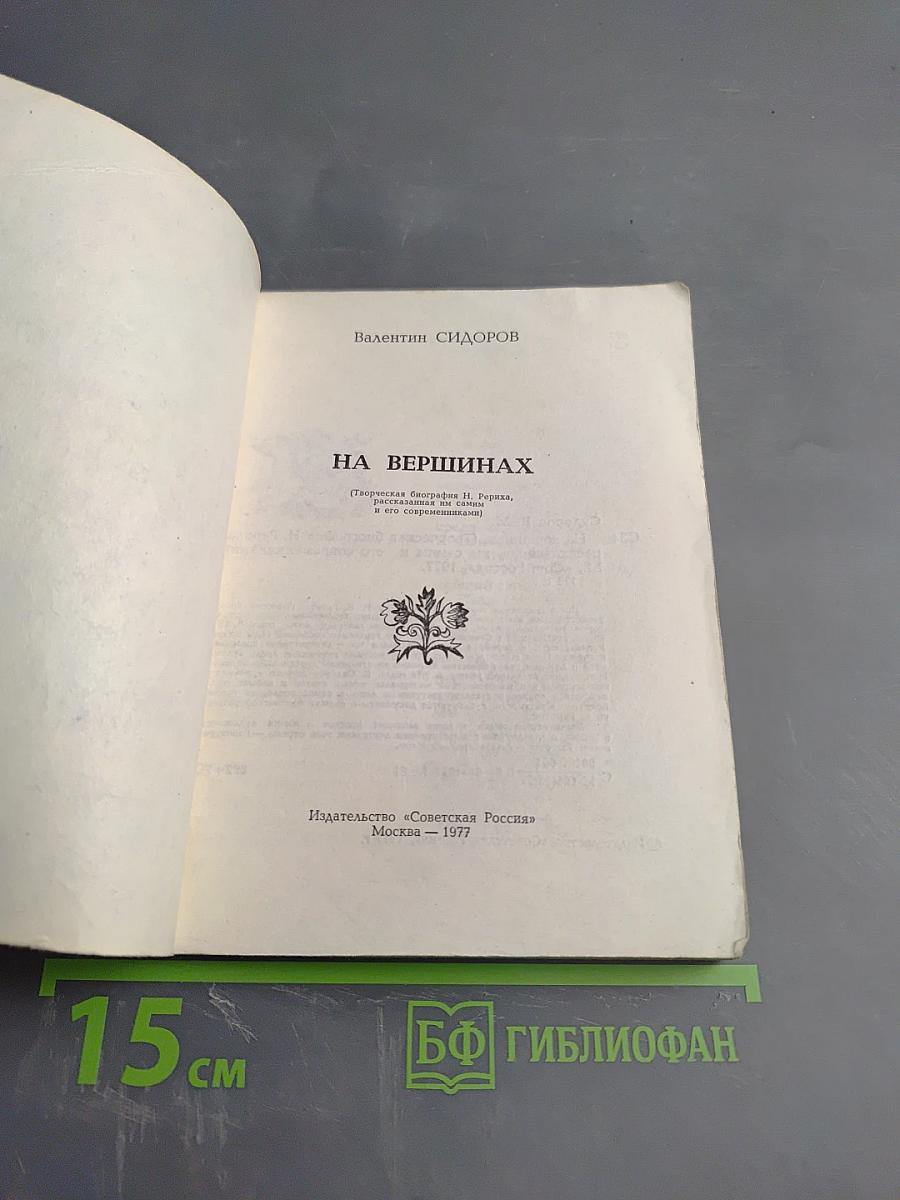 Валентин СИДОРОВ
НА ВЕРШИНАХ
(Творческая биография Н. Рериха,
рассказанная им самим
и его современниками)
Издательство «Советская Россия»
Москва — 1977
15 см
БФ ГИБЛИОФАН